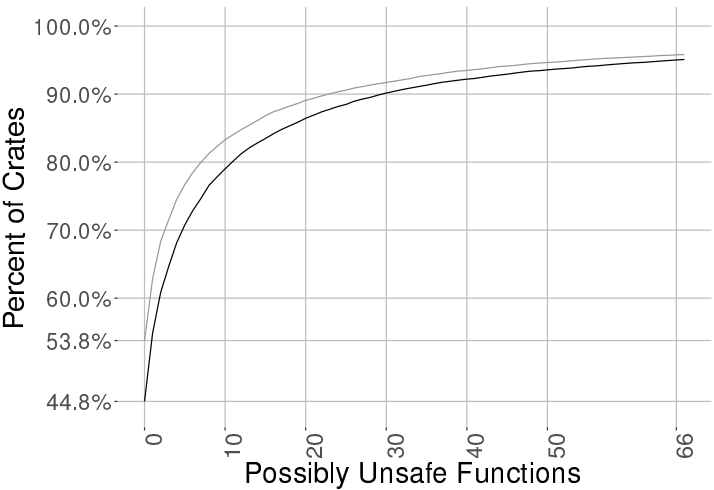 100.0%
90.0%
80.0%
70.0%
60.0%
53.8%
44.8%
Percent of Crates
0 10 20 30 40 50 66
Possibly Unsafe Functions